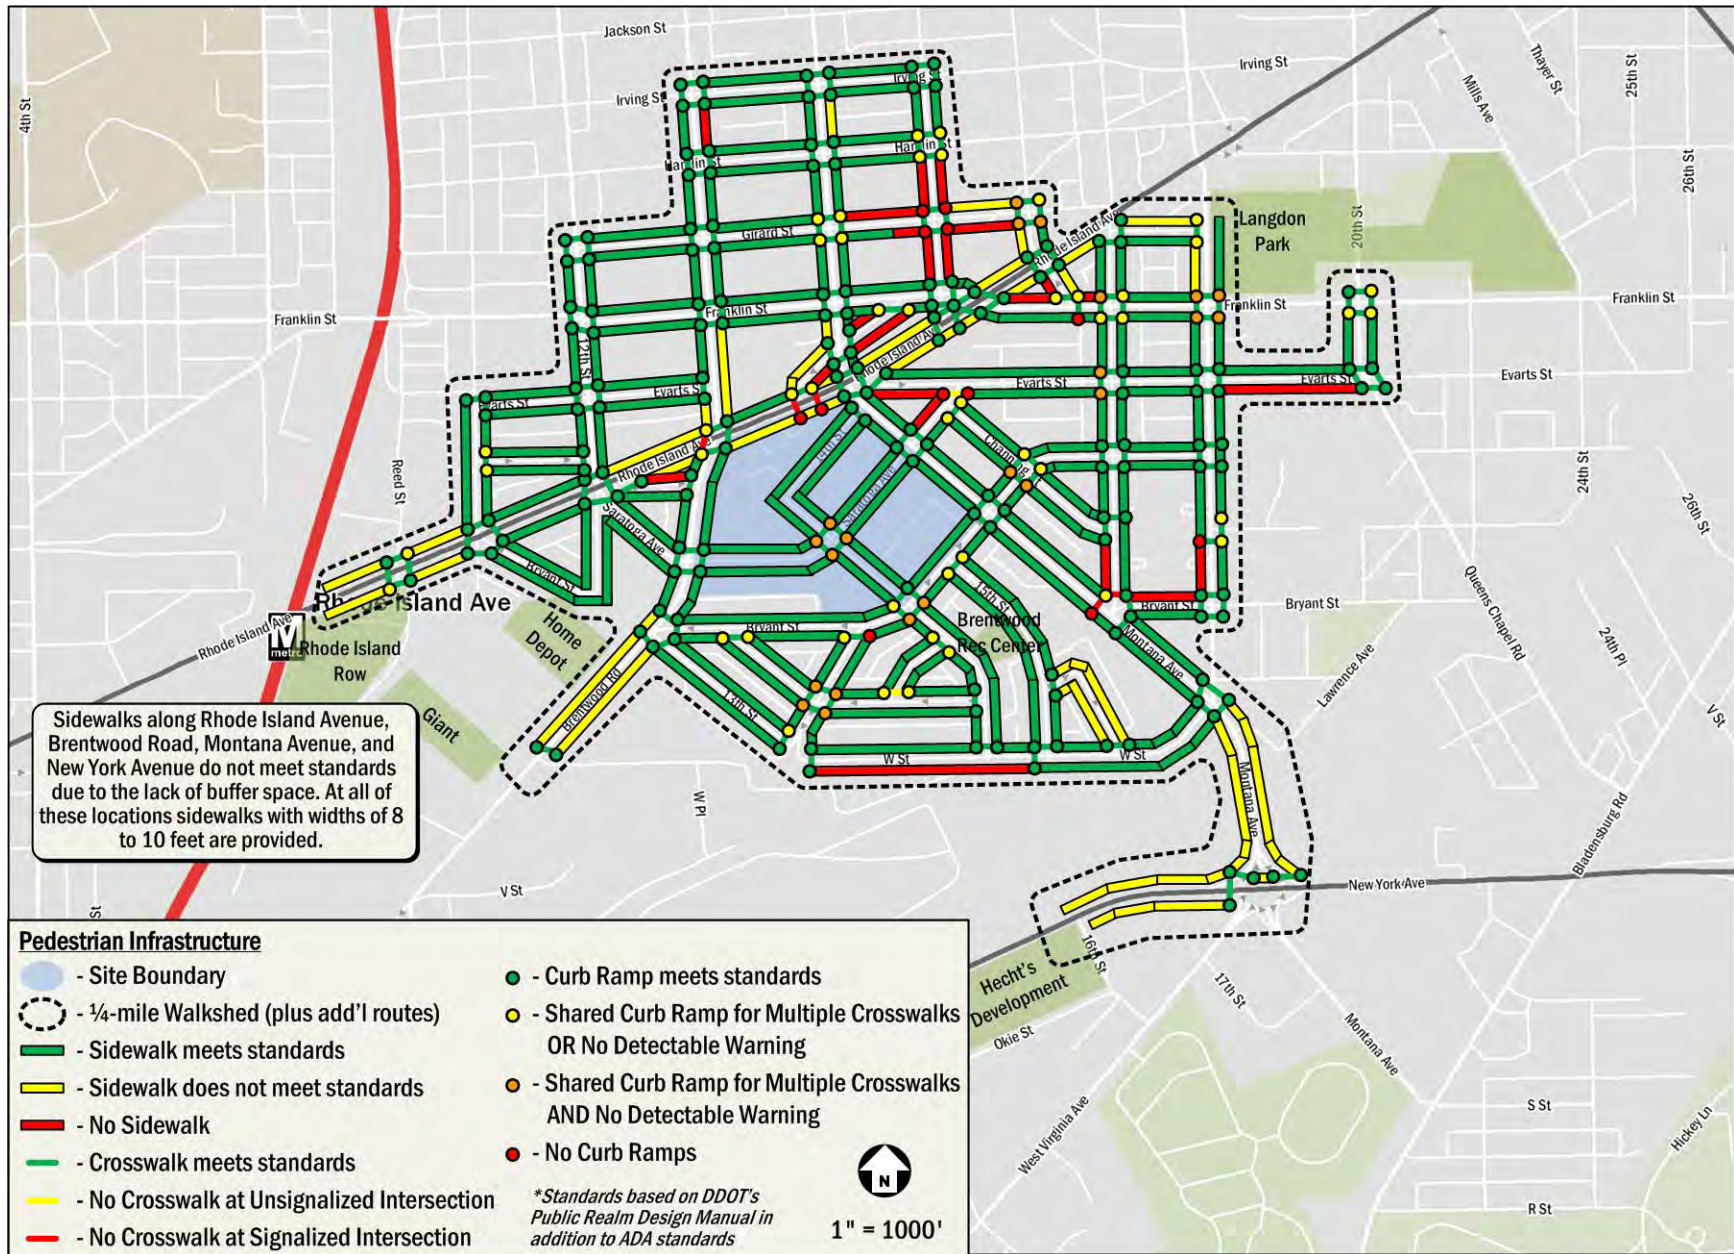 Jackson St
Irving St
Irving St
Irving St
Thayer St
25th St
Mills Ave
4th St
Hamlin St
Hamlin St
26th St
Girard St
Rhode Island Ave
Langdon
Park
20th St
Franklin St
Franklin St
Franklin St
Franklin St
12th St
Rhode Island Ave
Evarts St
Evarts St
Evarts St
Evarts St
Evarts St
14th St
Channing St
Rhode Island Ave
Reed St
Saratoga Ave
24th St
26th St
Saratoga Ave
Bryant St
15th St
Bryant St
Bryant St
Queens Chapel Rd
Rhode Island Ave
Rhode Island Ave
M
metro
Rhode Island
Row
Home
Depot
Bryant St
Brentwood
Rec Center
Montana Ave
24th Pl
Lawrence Ave
V St
Brentwood Rd
13th St
Giant
W St
W St
Montana Ave
Sidewalks along Rhode Island Avenue,
Brentwood Road, Montana Avenue, and
New York Avenue do not meet standards
due to the lack of buffer space. At all of
these locations sidewalks with widths of 8
to 10 feet are provided.
W Pl
Bladensburg Rd
V St
New York Ave
St
16th St
Hecht's
Development
Okie St
17th St
Montana Ave
West Virginia Ave
S St
Hickey Ln
R St
Pedestrian Infrastructure
- Site Boundary
- ¼-mile Walkshed (plus add'l routes)
- Sidewalk meets standards
- Sidewalk does not meet standards
- No Sidewalk
- Crosswalk meets standards
- No Crosswalk at Unsignalized Intersection
- No Crosswalk at Signalized Intersection
- Curb Ramp meets standards
- Shared Curb Ramp for Multiple Crosswalks
OR No Detectable Warning
- Shared Curb Ramp for Multiple Crosswalks
AND No Detectable Warning
- No Curb Ramps
*Standards based on DDOT's
Public Realm Design Manual in
addition to ADA standards
N
1" = 1000'